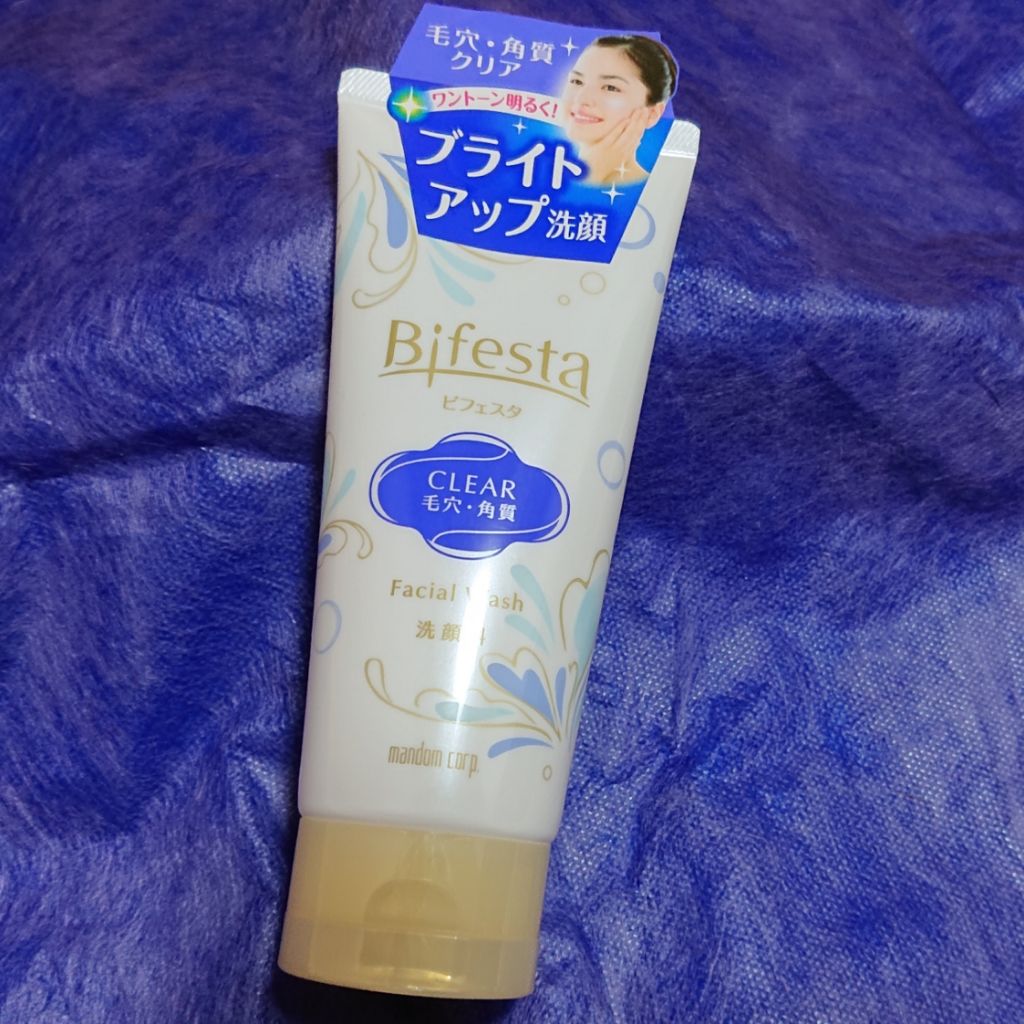 毛穴・角質
クリア
ワントーン明るく!
ブライト
アップ洗顔
Bifesta
ビフェスタ
CLEAR
毛穴・角質
Facial Wash
洗顔料
mandom corp.